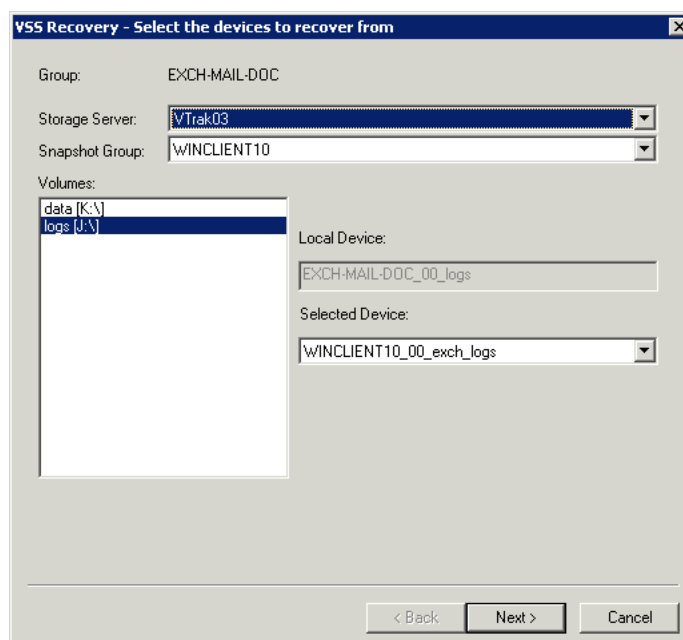 VSS Recovery - Select the devices to recover from
Group: EXCH-MAIL-DOC
Storage Server: VTrak03
Snapshot Group: WINCLIENT10
Volumes:
data [K:\]
logs [J:\]
Local Device:
EXCH-MAIL-DOC_00_logs
Selected Device:
WINCLIENT10_00_exch_logs
< Back Next > Cancel